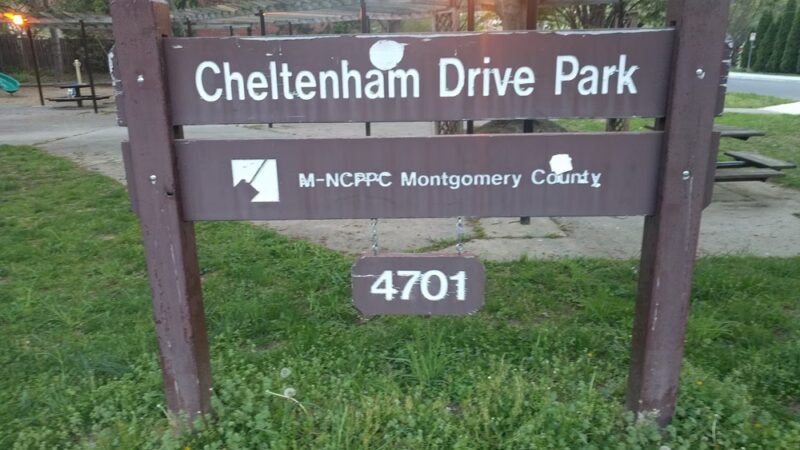 Cheltenham Drive Park
M-NCPPC Montgomery County
4701